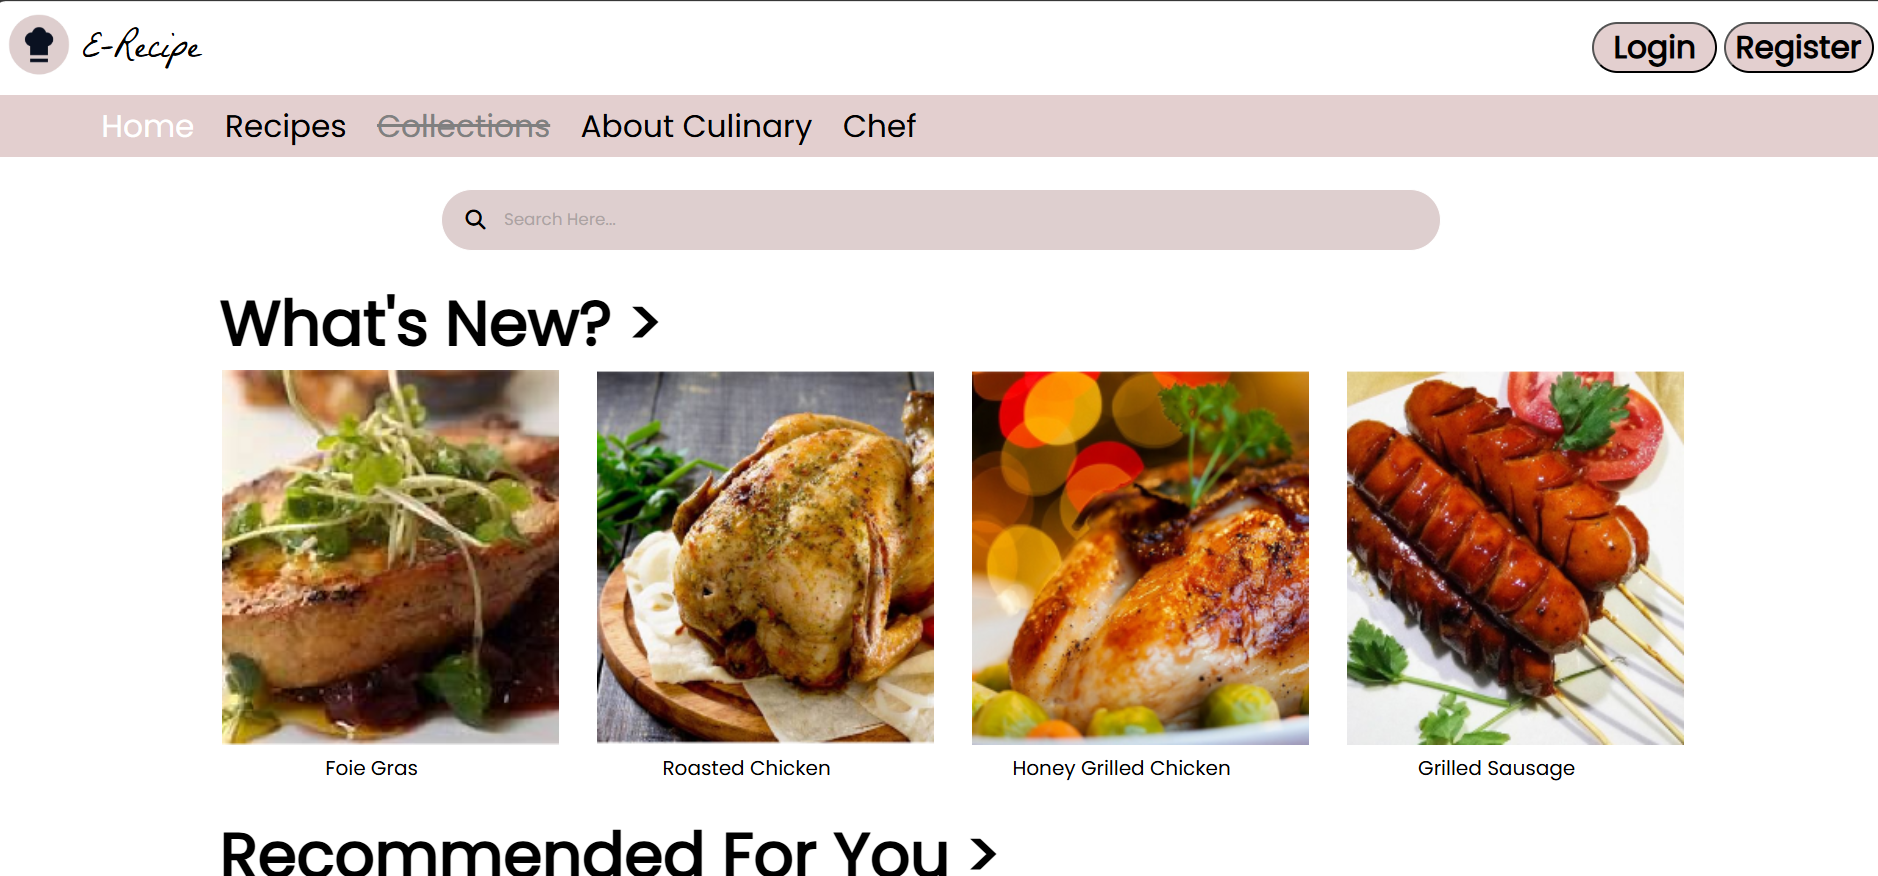 E-Recipe
Login Register
Home Recipes Collections About Culinary Chef
Search Here...
What's New? >
Foie Gras Roasted Chicken Honey Grilled Chicken Grilled Sausage
Recommended For You >